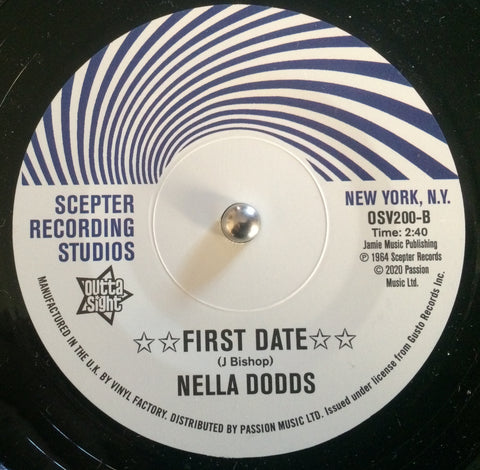 SCEPTER
RECORDING
STUDIOS
NEW YORK, N.Y.
OSV200-B
Time: 2:40
Jamie Music Publishing
℗ 1964 Scepter Records
© 2020 Passion
Music Ltd.
outta
sight
☆☆FIRST DATE☆☆
(J Bishop)
NELLA DODDS
MANUFACTURED IN THE U.K. BY VINYL FACTORY. DISTRIBUTED BY PASSION MUSIC LTD. Issued under license from Gusto Records Inc.